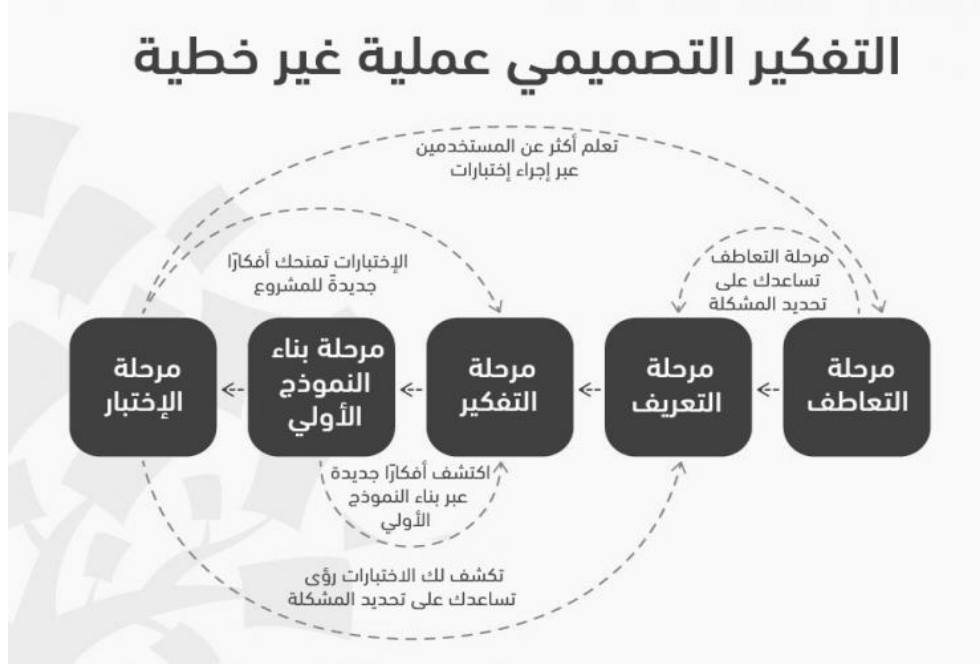 التفكير التصميمي عملية غير خطية
تعلم أكثر عن المستخدمين
عبر إجراء إختبارات
مرحلة التعاطف
تساعدك على
تحديد المشكلة
الإختبارات تمنحك أفكارًا
جديدةً للمشروع
مرحلة
التعاطف
مرحلة
التعريف
مرحلة
التفكير
مرحلة بناء
النموذج
الأولي
مرحلة
الإختبار
اكتشف أفكارًا جديدة
عبر بناء النموذج
الأولي
تكشف لك الاختبارات رؤى
تساعدك على تحديد المشكلة